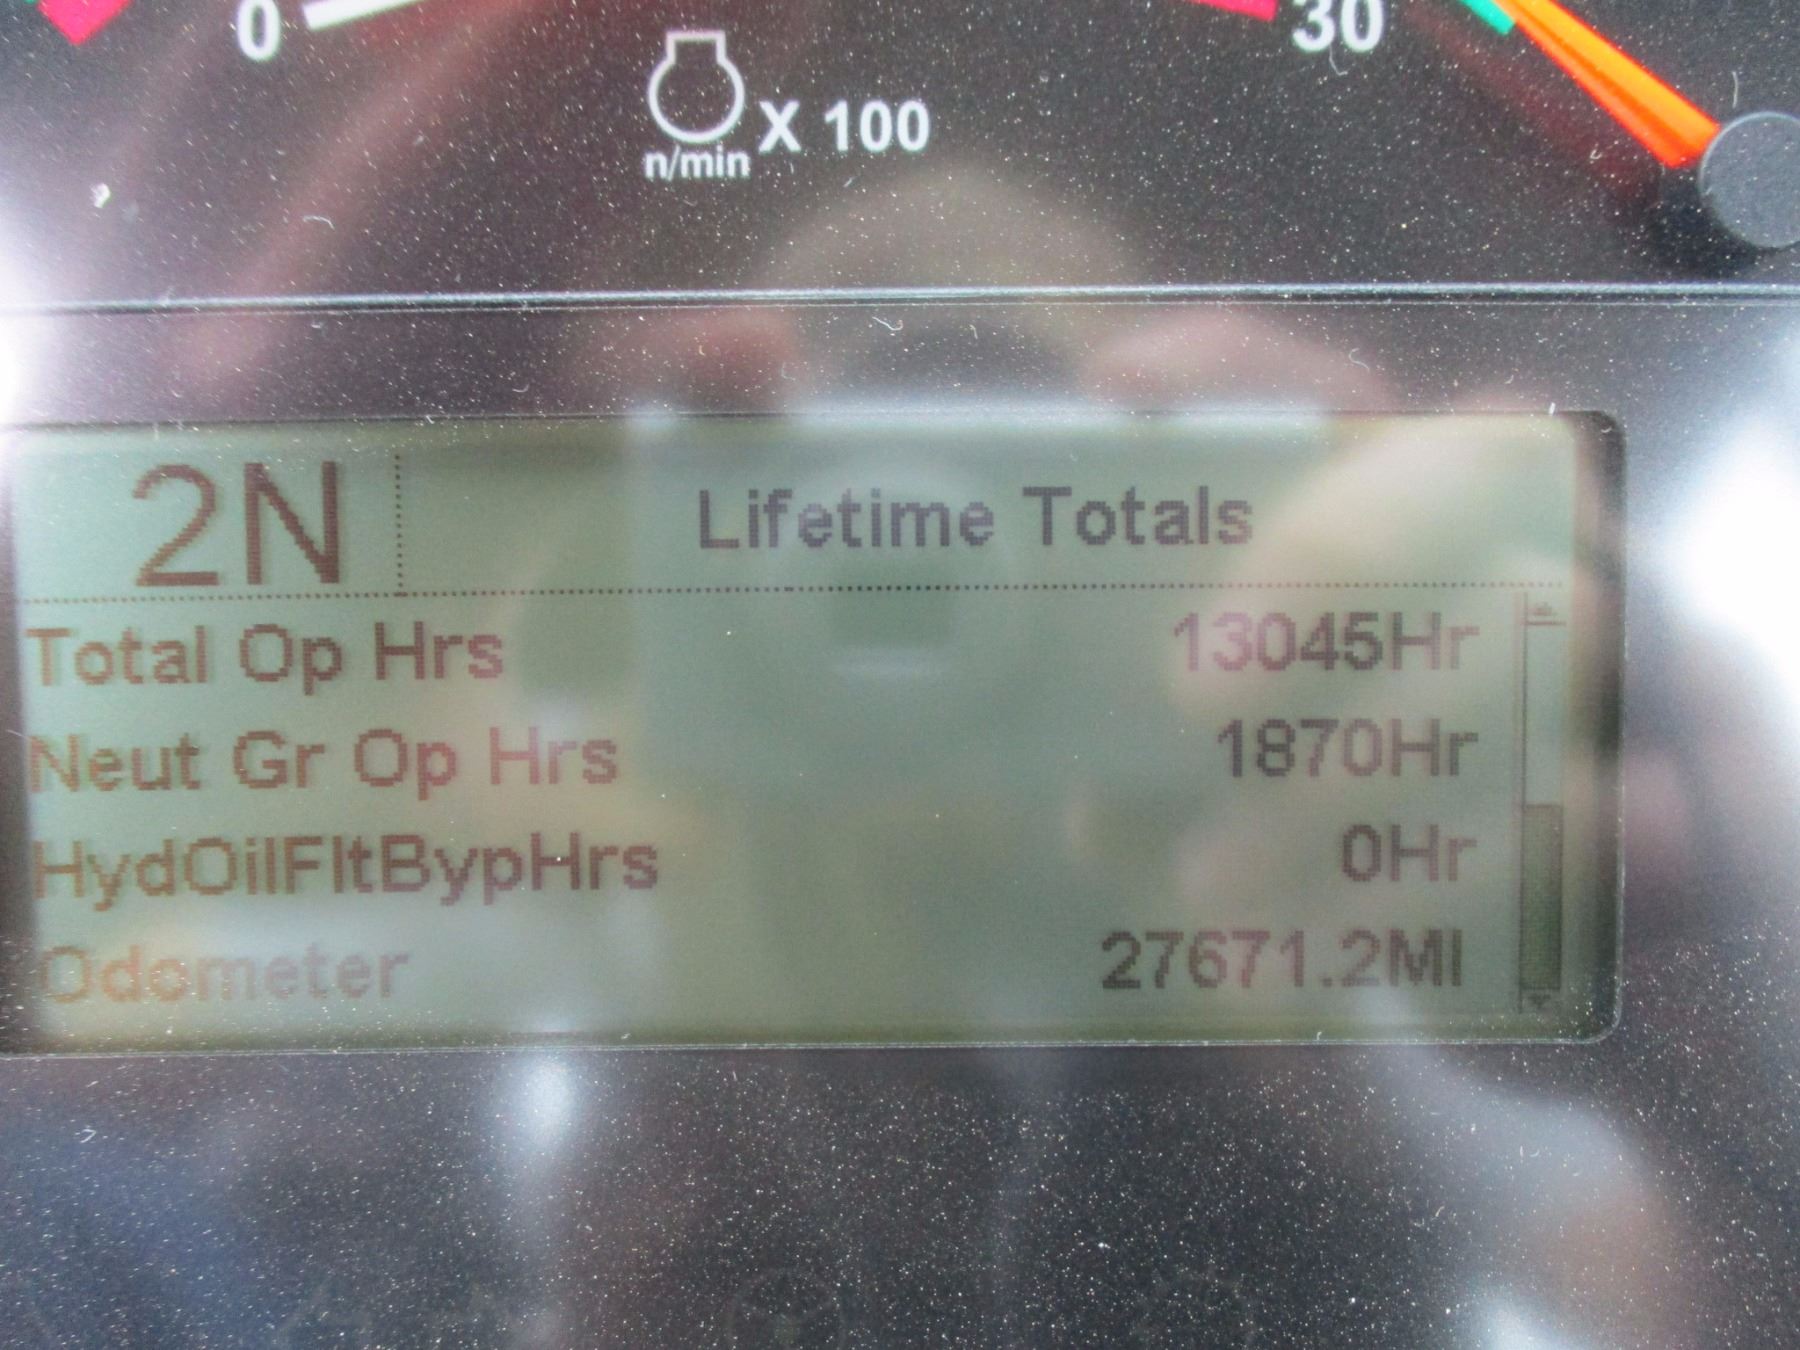 0
30
X 100
n/min
2N
Lifetime Totals
Total Op Hrs 13045Hr
Neut Gr Op Hrs 1870Hr
HydOilFltBypHrs 0Hr
Odometer 27671.2MI